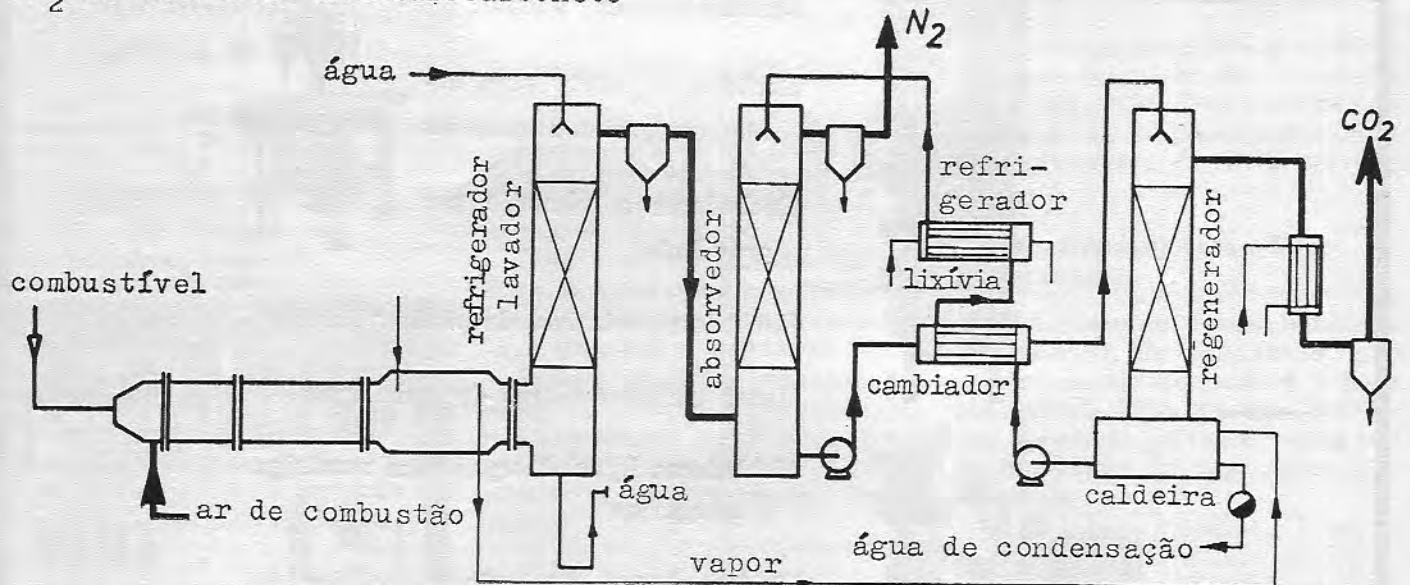 2
N2
água
CO2
refrigerador
lavador
refri-
gerador
lixívia
absorvedor
regenerador
combustível
cambiador
ar de combustão
água
caldeira
água de condensação
vapor